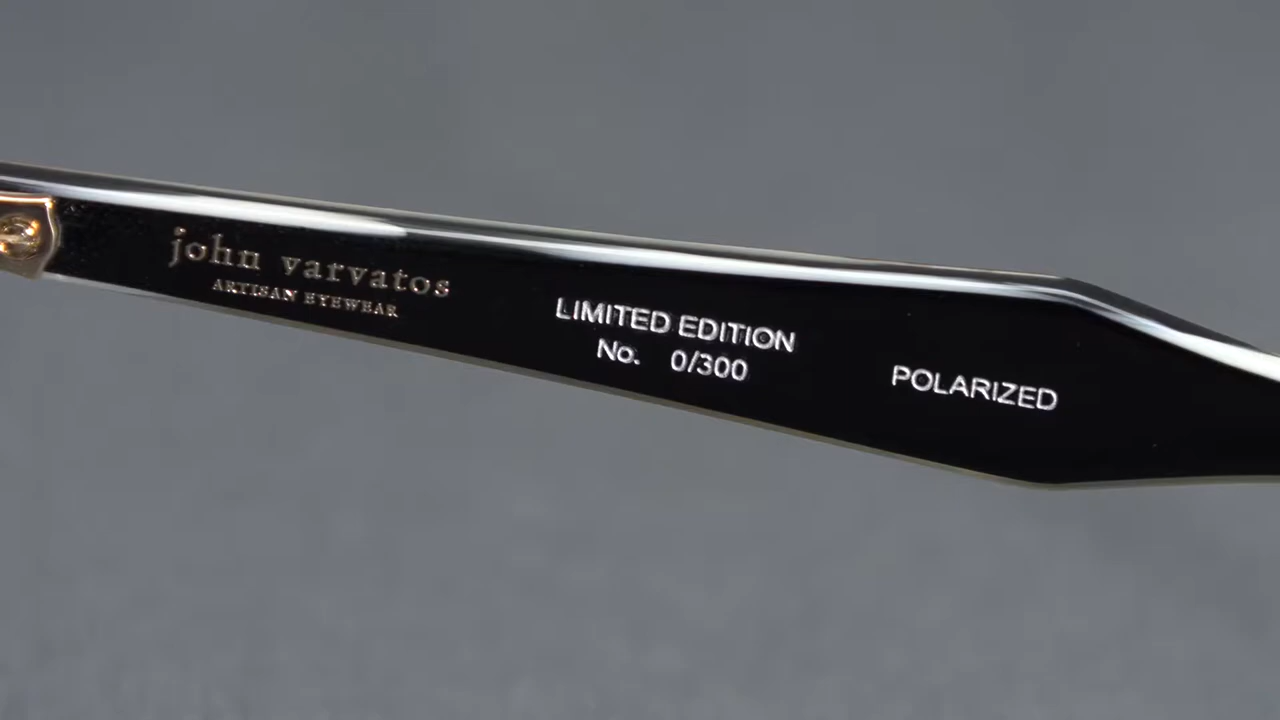 john varvatos
ARTISAN EYEWEAR
LIMITED EDITION
No. 0/300
POLARIZED